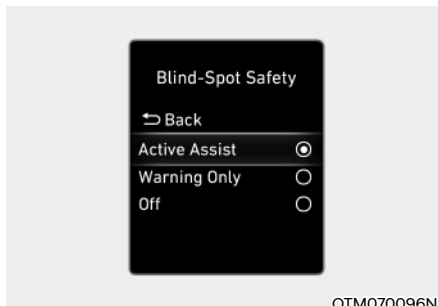 Blind-Spot Safety
Back
Active Assist
Warning Only
Off
OTM070096N